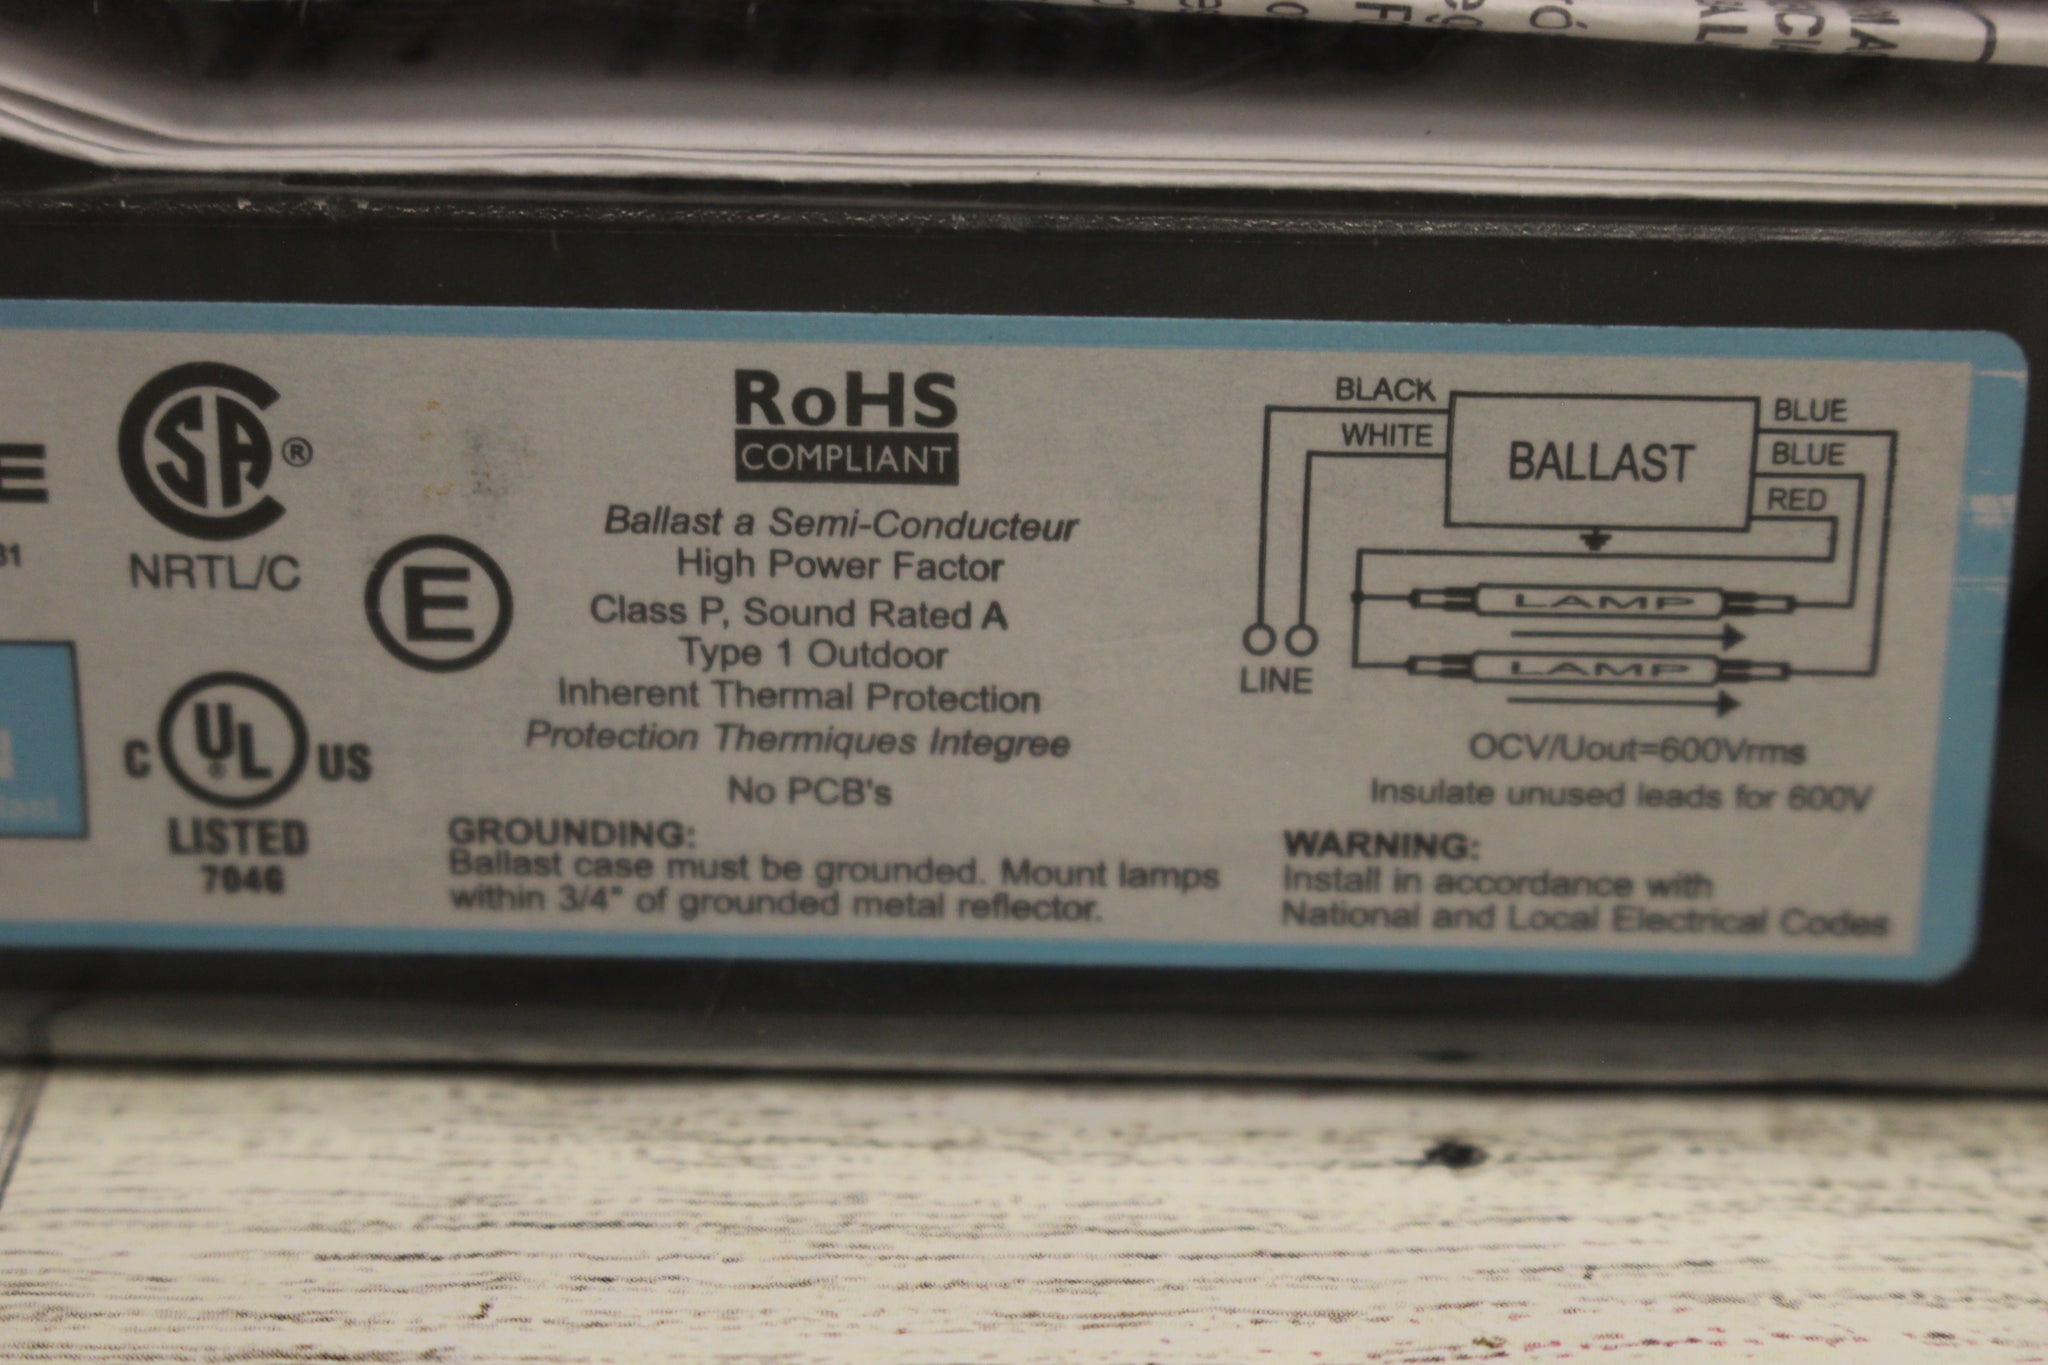 CSA ®
NRTL/C
E
C UL ® US
LISTED
7046
RoHS
COMPLIANT
Ballast a Semi-Conducteur
High Power Factor
Class P, Sound Rated A
Type 1 Outdoor
Inherent Thermal Protection
Protection Thermiques Integree
No PCB's
GROUNDING:
Ballast case must be grounded. Mount lamps
within 3/4" of grounded metal reflector.
BLACK
WHITE
BALLAST
BLUE
BLUE
RED
LAMP
LAMP
LINE
OCV/Uout=600Vrms
Insulate unused leads for 600V
WARNING:
Install in accordance with
National and Local Electrical Codes